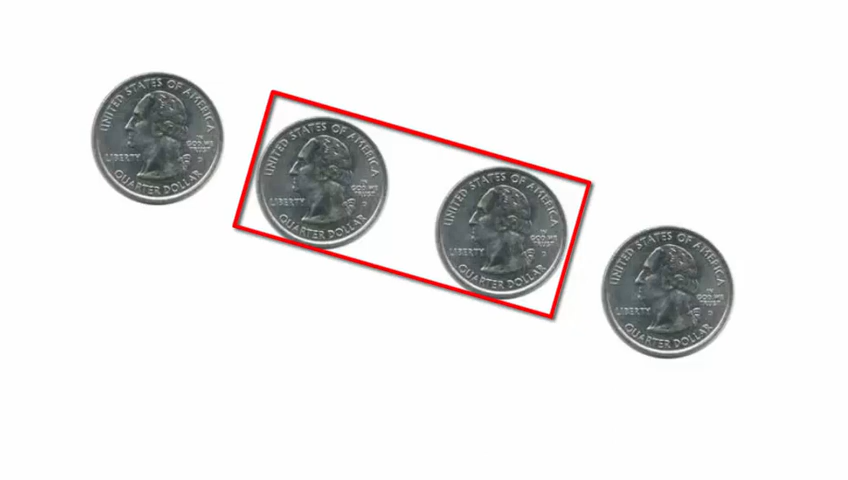 UNITED STATES OF AMERICA
LIBERTY
IN
GOD WE
TRUST
D
QUARTER DOLLAR
UNITED STATES OF AMERICA
LIBERTY
IN
GOD WE
TRUST
D
QUARTER DOLLAR
UNITED STATES OF AMERICA
LIBERTY
IN
GOD WE
TRUST
D
QUARTER DOLLAR
UNITED STATES OF AMERICA
LIBERTY
IN
GOD WE
TRUST
D
QUARTER DOLLAR